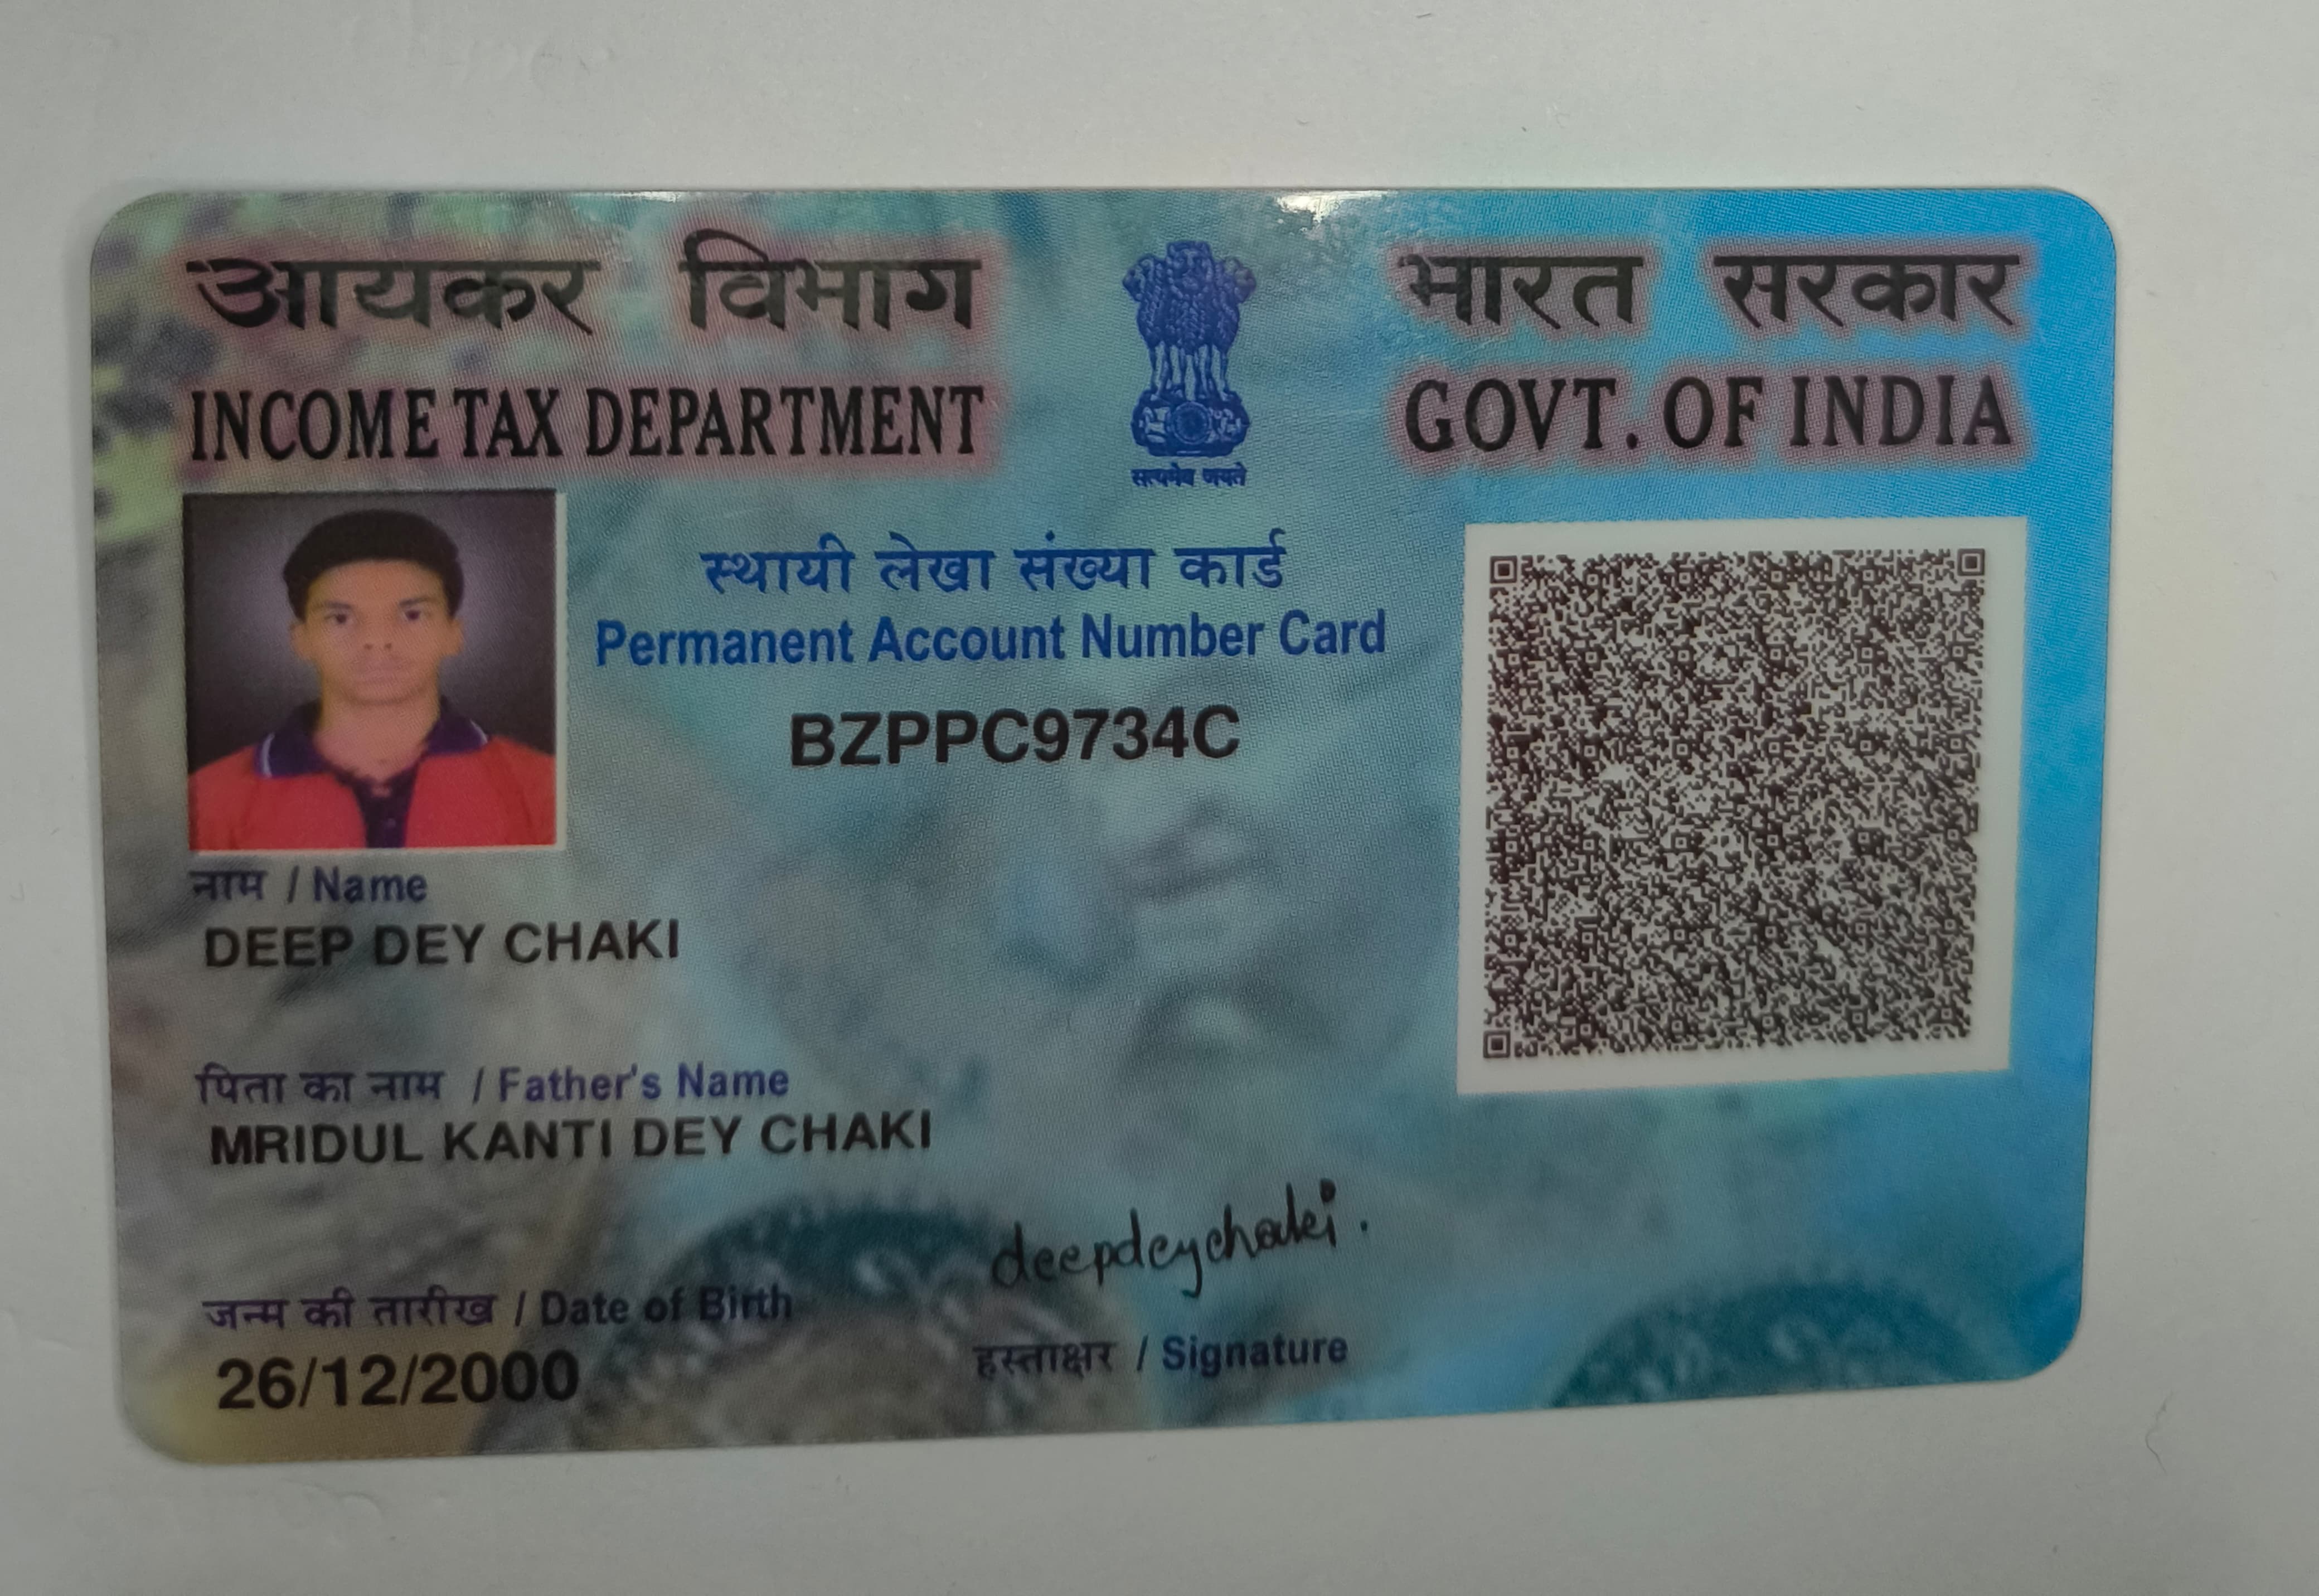 आयकर विभाग
INCOME TAX DEPARTMENT
सत्यमेव जयते
भारत सरकार
GOVT. OF INDIA
स्थायी लेखा संख्या कार्ड
Permanent Account Number Card
BZPPC9734C
नाम / Name
DEEP DEY CHAKI
पिता का नाम / Father's Name
MRIDUL KANTI DEY CHAKI
जन्म की तारीख / Date of Birth
26/12/2000
deepdeychaki.
हस्ताक्षर / Signature